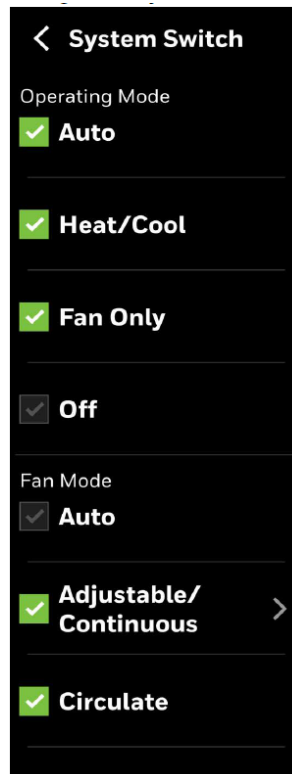 System Switch
Operating Mode
Auto
Heat/Cool
Fan Only
Off
Fan Mode
Auto
Adjustable/
Continuous
Circulate